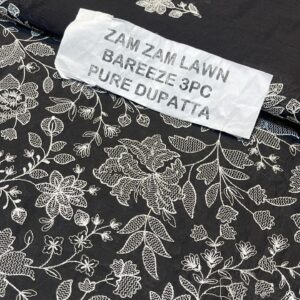 ZAM ZAM LAWN
BAREEZE 3PC
PURE DUPATTA